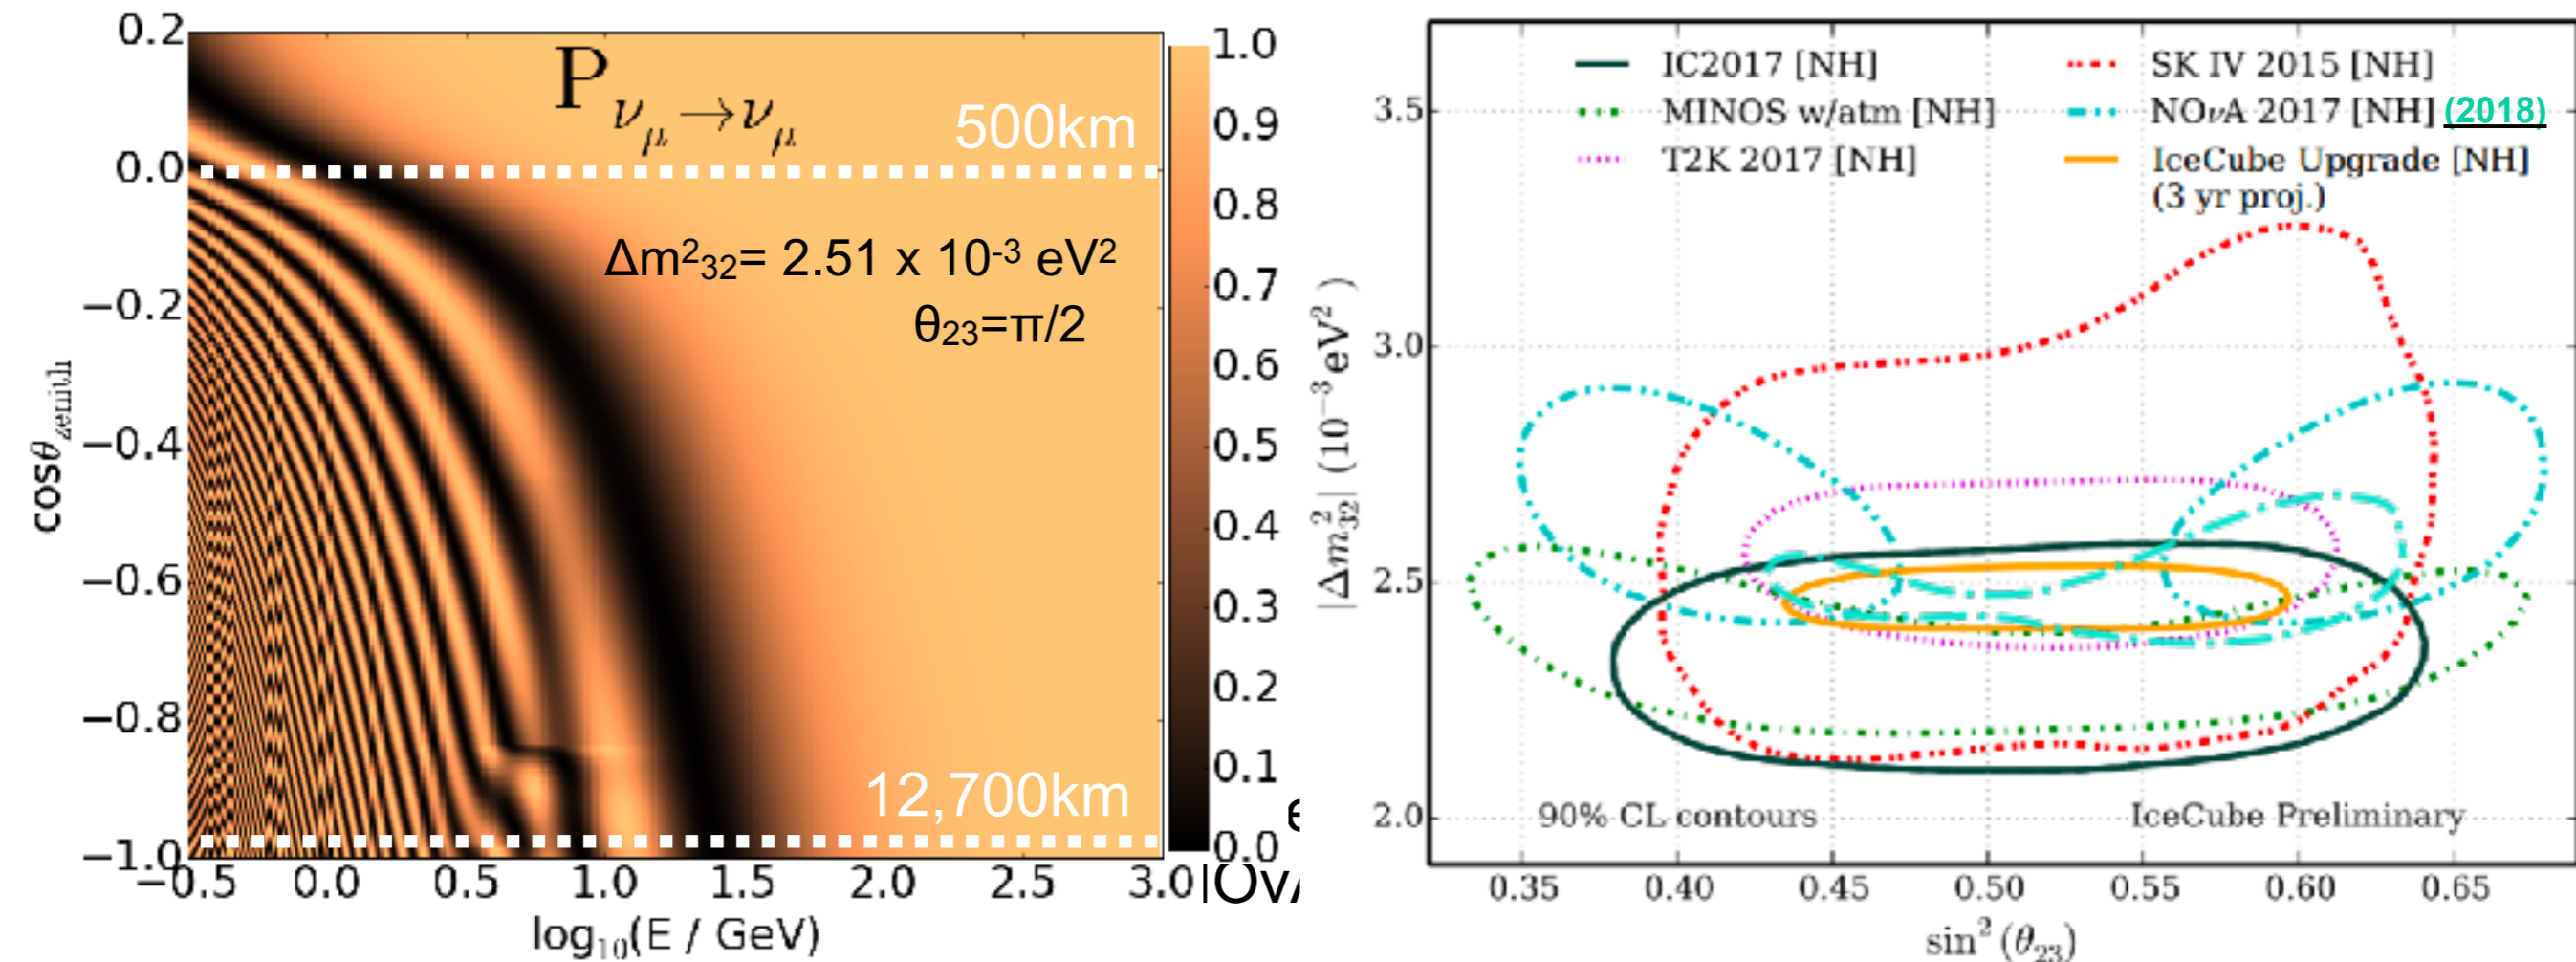 0.2
0.0
−0.2
−0.4
−0.6
−0.8
−1.0
cosθzenith
P νμ→νμ
500km
Δm²₃₂= 2.51 x 10⁻³ eV²
θ₂₃=π/2
12,700km
−0.5 0.0 0.5 1.0 1.5 2.0 2.5 3.0
log₁₀(E / GeV)
1.0
0.9
0.8
0.7
0.6
0.5
0.4
0.3
0.2
0.1
0.0
IC2017 [NH]
MINOS w/atm [NH]
T2K 2017 [NH]
SK IV 2015 [NH]
NOνA 2017 [NH] (2018)
IceCube Upgrade [NH]
(3 yr proj.)
3.5
3.0
2.5
2.0
|Δm²₃₂| (10⁻³ eV²)
90% CL contours
IceCube Preliminary
0.35 0.40 0.45 0.50 0.55 0.60 0.65
sin² (θ₂₃)